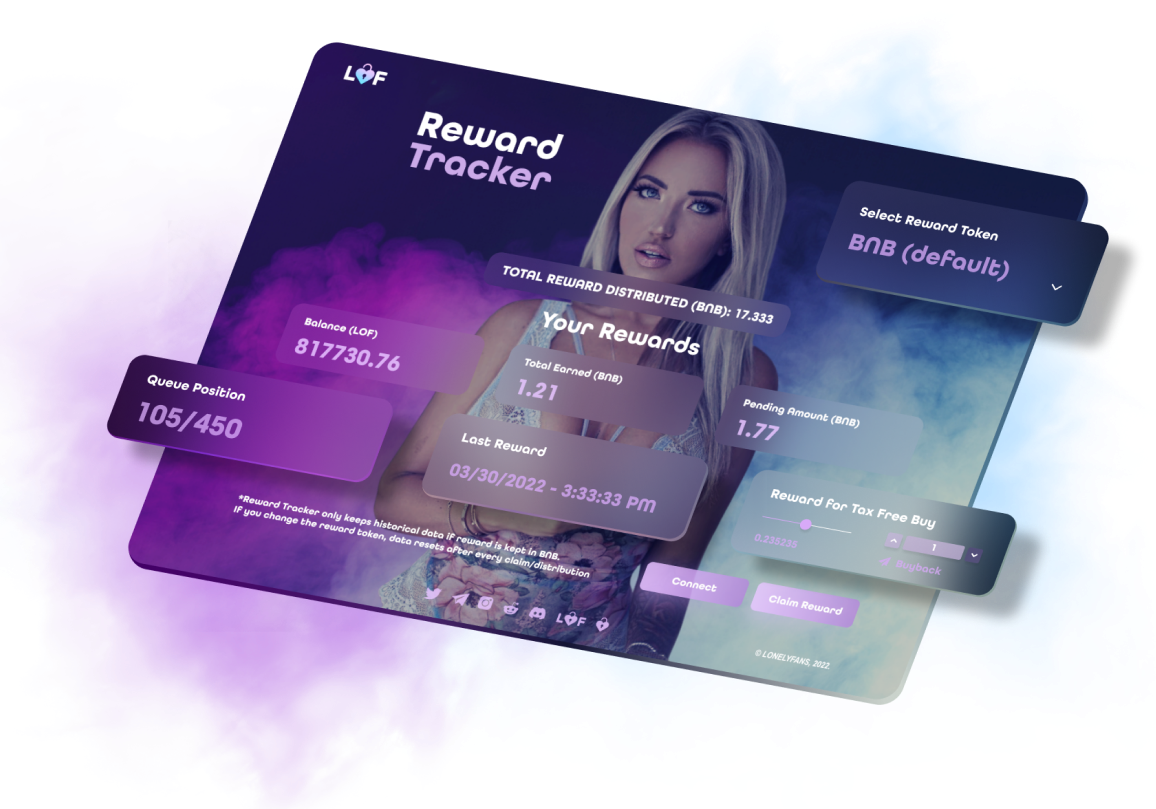 LOF
Reward
Tracker
Select Reward Token
BNB (default)
TOTAL REWARD DISTRIBUTED (BNB): 17.333
Your Rewards
Balance (LOF)
817730.76
Total Earned (BNB)
1.21
Pending Amount (BNB)
1.77
Queue Position
105/450
Last Reward
03/30/2022 - 3:33:33 PM
Reward for Tax Free Buy
0.235235
1
Buyback
*Reward Tracker only keeps historical data if reward is kept in BNB.
If you change the reward token, data resets after every claim/distribution
Connect
Claim Reward
LOF
© LONELYFANS, 2022.